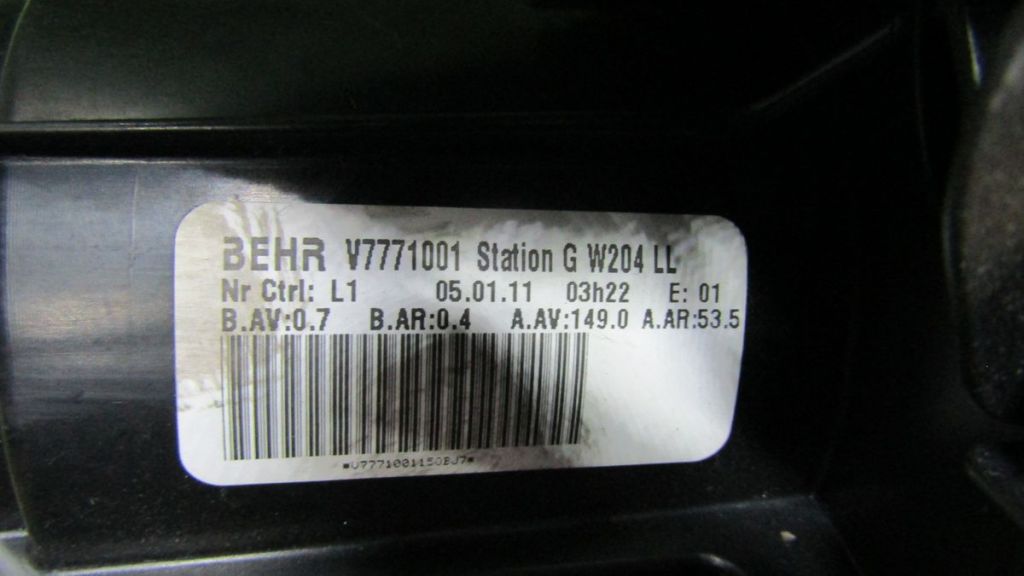 BEHR V7771001 Station G W204 LL
Nr Ctrl: L1 05.01.11 03h22 E: 01
B.AV:0.7 B.AR:0.4 A.AV:149.0 A.AR:53.5